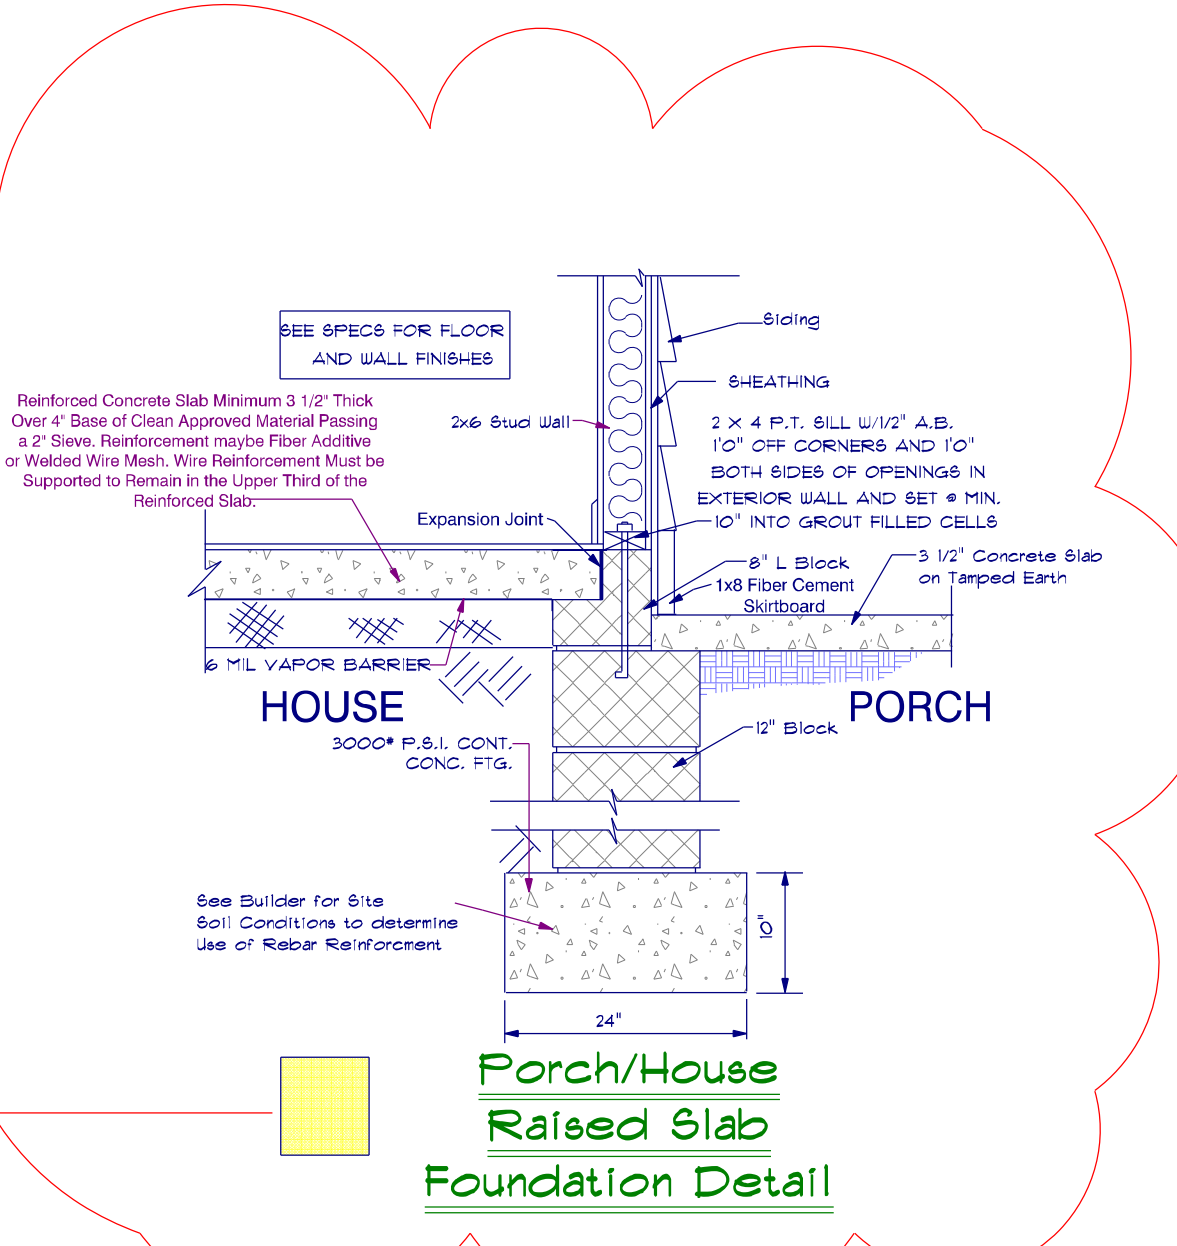 SEE SPECS FOR FLOOR
AND WALL FINISHES
Siding
SHEATHING
Reinforced Concrete Slab Minimum 3 1/2" Thick
Over 4" Base of Clean Approved Material Passing
a 2" Sieve. Reinforcement maybe Fiber Additive
or Welded Wire Mesh. Wire Reinforcement Must be
Supported to Remain in the Upper Third of the
Reinforced Slab.
2x6 Stud Wall
2 X 4 P.T. SILL W/1/2" A.B.
1'0" OFF CORNERS AND 1'0"
BOTH SIDES OF OPENINGS IN
EXTERIOR WALL AND SET @ MIN.
10" INTO GROUT FILLED CELLS
Expansion Joint
8" L Block
1x8 Fiber Cement
Skirtboard
3 1/2" Concrete Slab
on Tamped Earth
6 MIL VAPOR BARRIER
HOUSE
PORCH
12" Block
3000# P.S.I. CONT.
CONC. FTG.
See Builder for Site
Soil Conditions to determine
Use of Rebar Reinforcment
10"
24"
Porch/House
Raised Slab
Foundation Detail